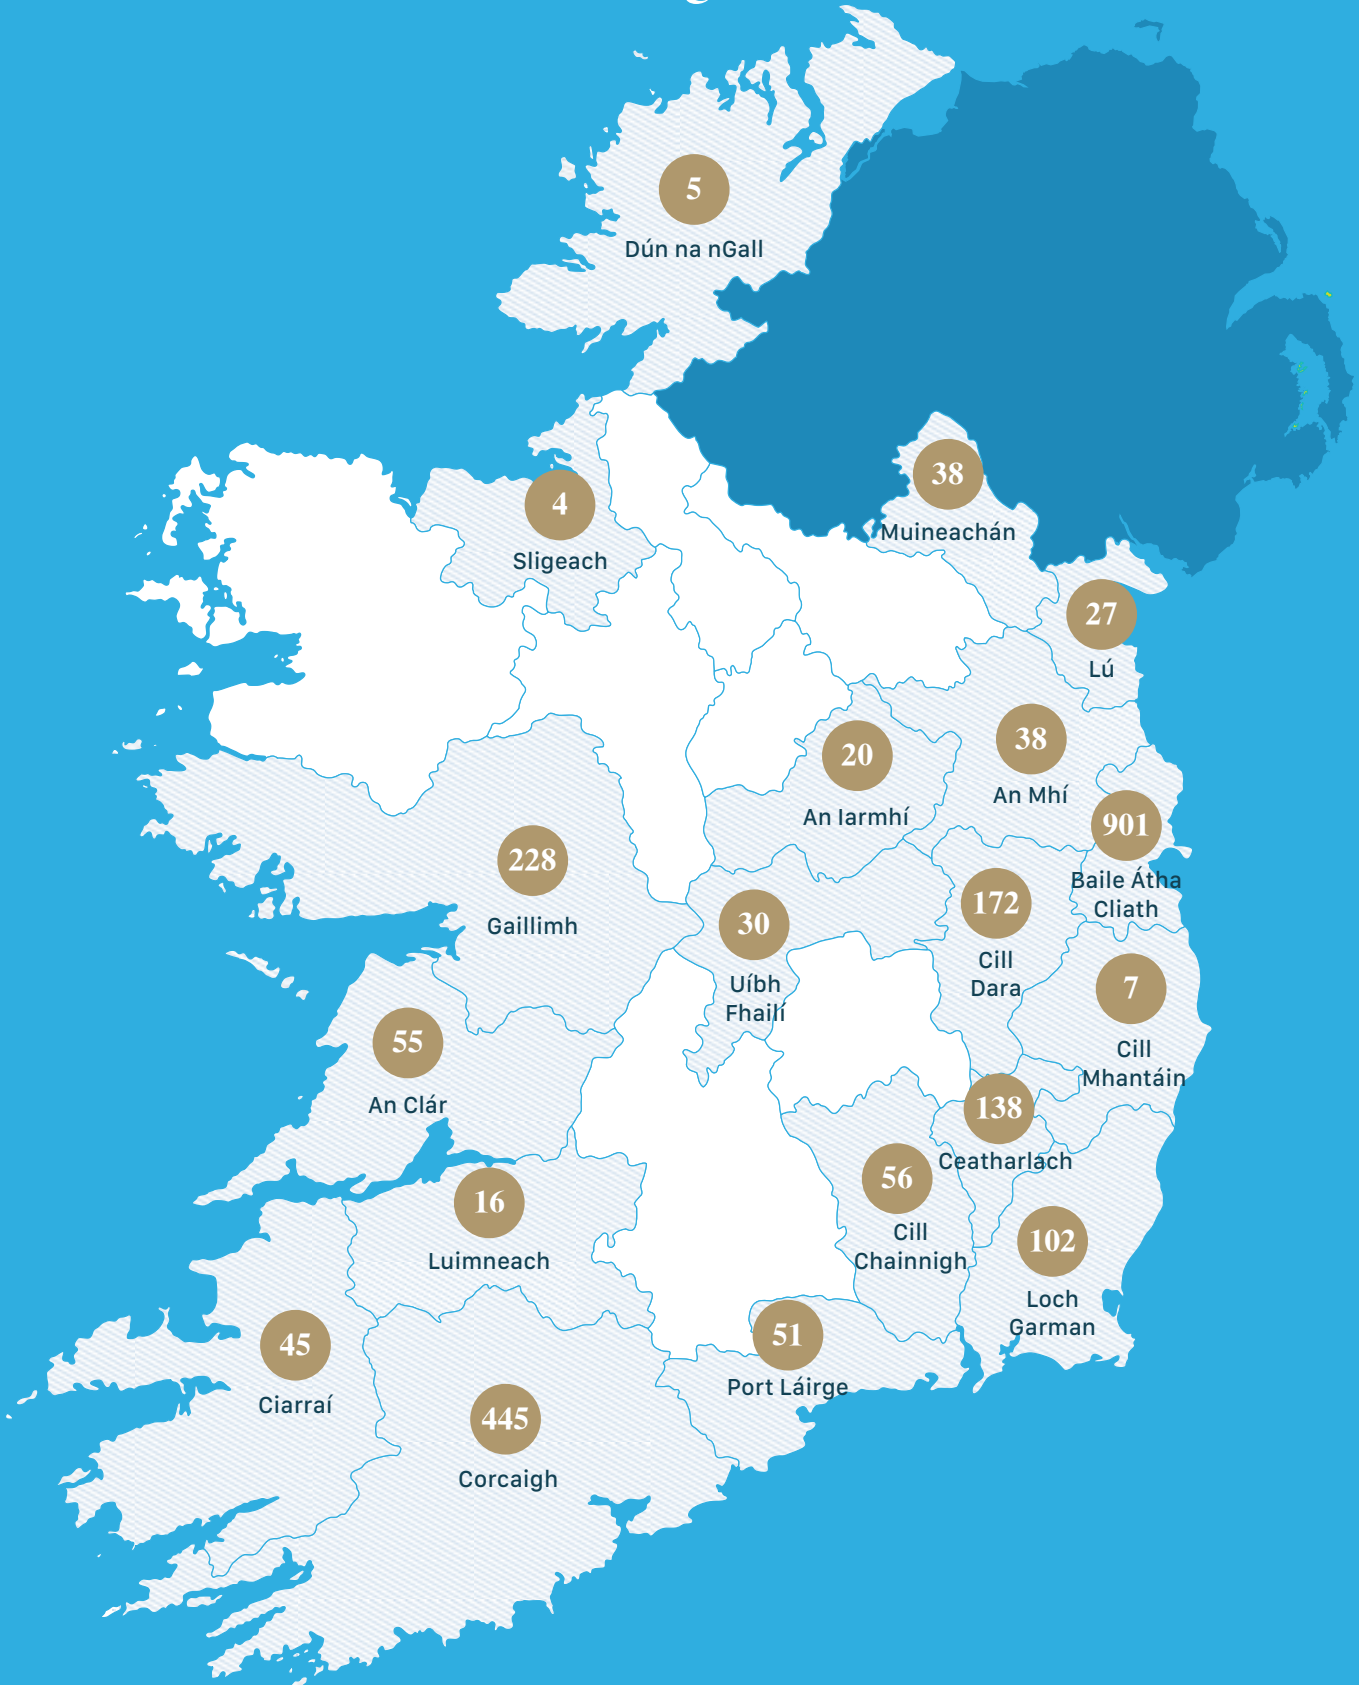 5
Dún na nGall
38
Muineachán
4
Sligeach
27
Lú
38
An Mhí
20
An Iarmhí
901
Baile Átha
Cliath
228
Gaillimh
172
Cill
Dara
30
Uíbh
Fhailí
7
Cill
Mhantáin
55
An Clár
138
Ceatharlach
56
Cill
Chainnigh
16
Luimneach
102
Loch
Garman
51
Port Láirge
45
Ciarraí
445
Corcaigh